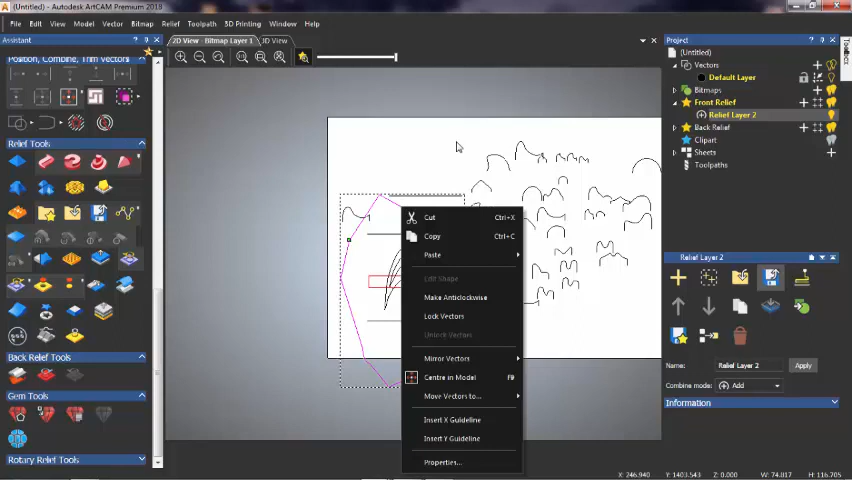 (Untitled) - Autodesk ArtCAM Premium 2019
File Edit Model Vector Bitmap Relief Toolpath 3D Printing Window Help
Assistant
2D View - Bitmap Layer 1
3D View
Position, Combine, Trim Vectors
Relief Tools
Back Relief Tools
Gem Tools
Rotary Relief Tools
Cut Ctrl+X
Copy Ctrl+C
Paste
Edit Shape
Make Anticlockwise
Lock Vectors
Unlock Vectors
Mirror Vectors
Centre in Model F9
Move Vectors to...
Insert X Guideline
Insert Y Guideline
Properties...
Project
Toolbox
(Untitled)
Vectors
Default Layer
Bitmaps
Front Relief
Relief Layer 2
Back Relief
Clipart
Sheets
Toolpaths
Relief Layer 2
Name: Relief Layer 2 Apply
Combine mode: Add
Information
X: 246.940 Y: 1403.543 Z: 0.000 W: 74.017 H: 116.705